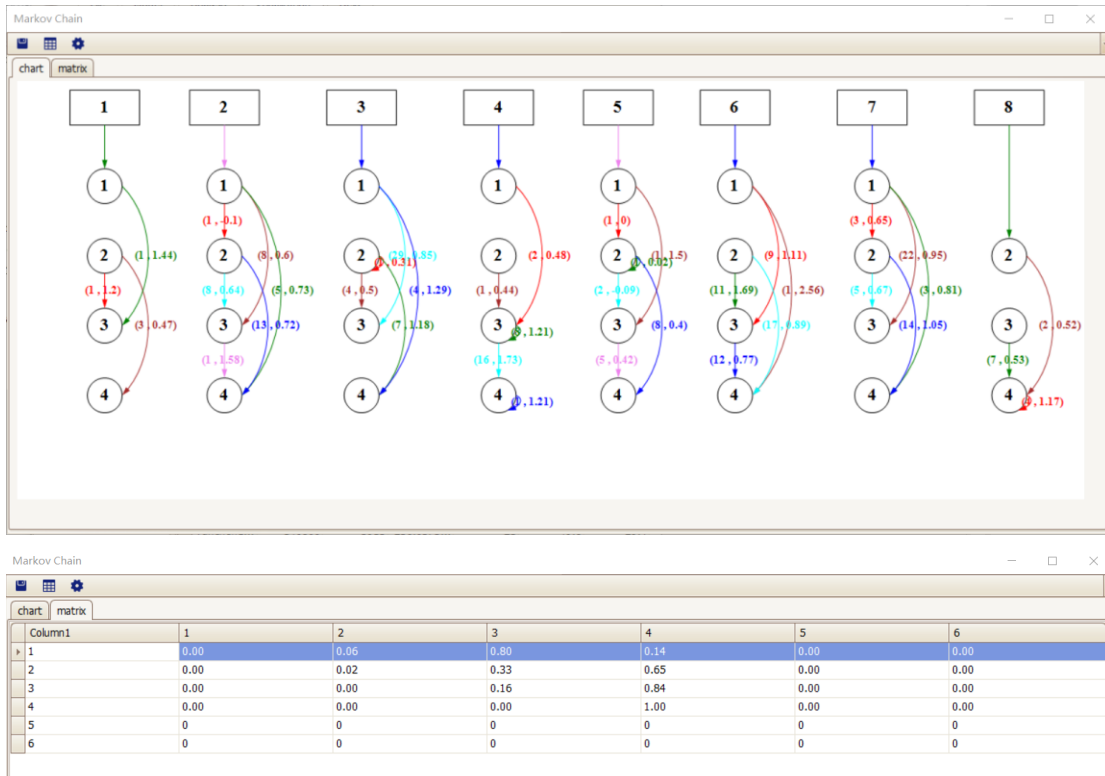 Markov Chain
chart matrix
1 2 3 4 5 6 7 8
1 1 1 1 1 1 1
(1 , -0.1) (1 , 0) (3 , 0.65)
2 2 2 2 2 2 2 2
(1 , 1.44) (8 , 0.6) (29 , 0.85) (2 , 0.48) (9 , 1.11) (22 , 0.95)
(1 , 1.2) (3 , 0.47) (8 , 0.64) (5 , 0.73) (4 , 0.5) (4 , 1.29) (1 , 0.44) (2 , -0.09) (11 , 1.69) (1 , 2.56) (5 , 0.67) (3 , 0.81)
3 (13 , 0.72) 3 3 (7 , 1.18) 3 3 (8 , 0.4) 3 (17 , 0.89) 3 (14 , 1.05) 3 (2 , 0.52)
(1 , 1.58) (16 , 1.73) (5 , 0.42) (12 , 0.77) (7 , 0.53)
4 4 4 4 4 4 4 4
Markov Chain
chart matrix
Column1 1 2 3 4 5 6
1 0.00 0.06 0.80 0.14 0.00 0.00
2 0.00 0.02 0.33 0.65 0.00 0.00
3 0.00 0.00 0.16 0.84 0.00 0.00
4 0.00 0.00 0.00 1.00 0.00 0.00
5 0 0 0 0 0 0
6 0 0 0 0 0 0